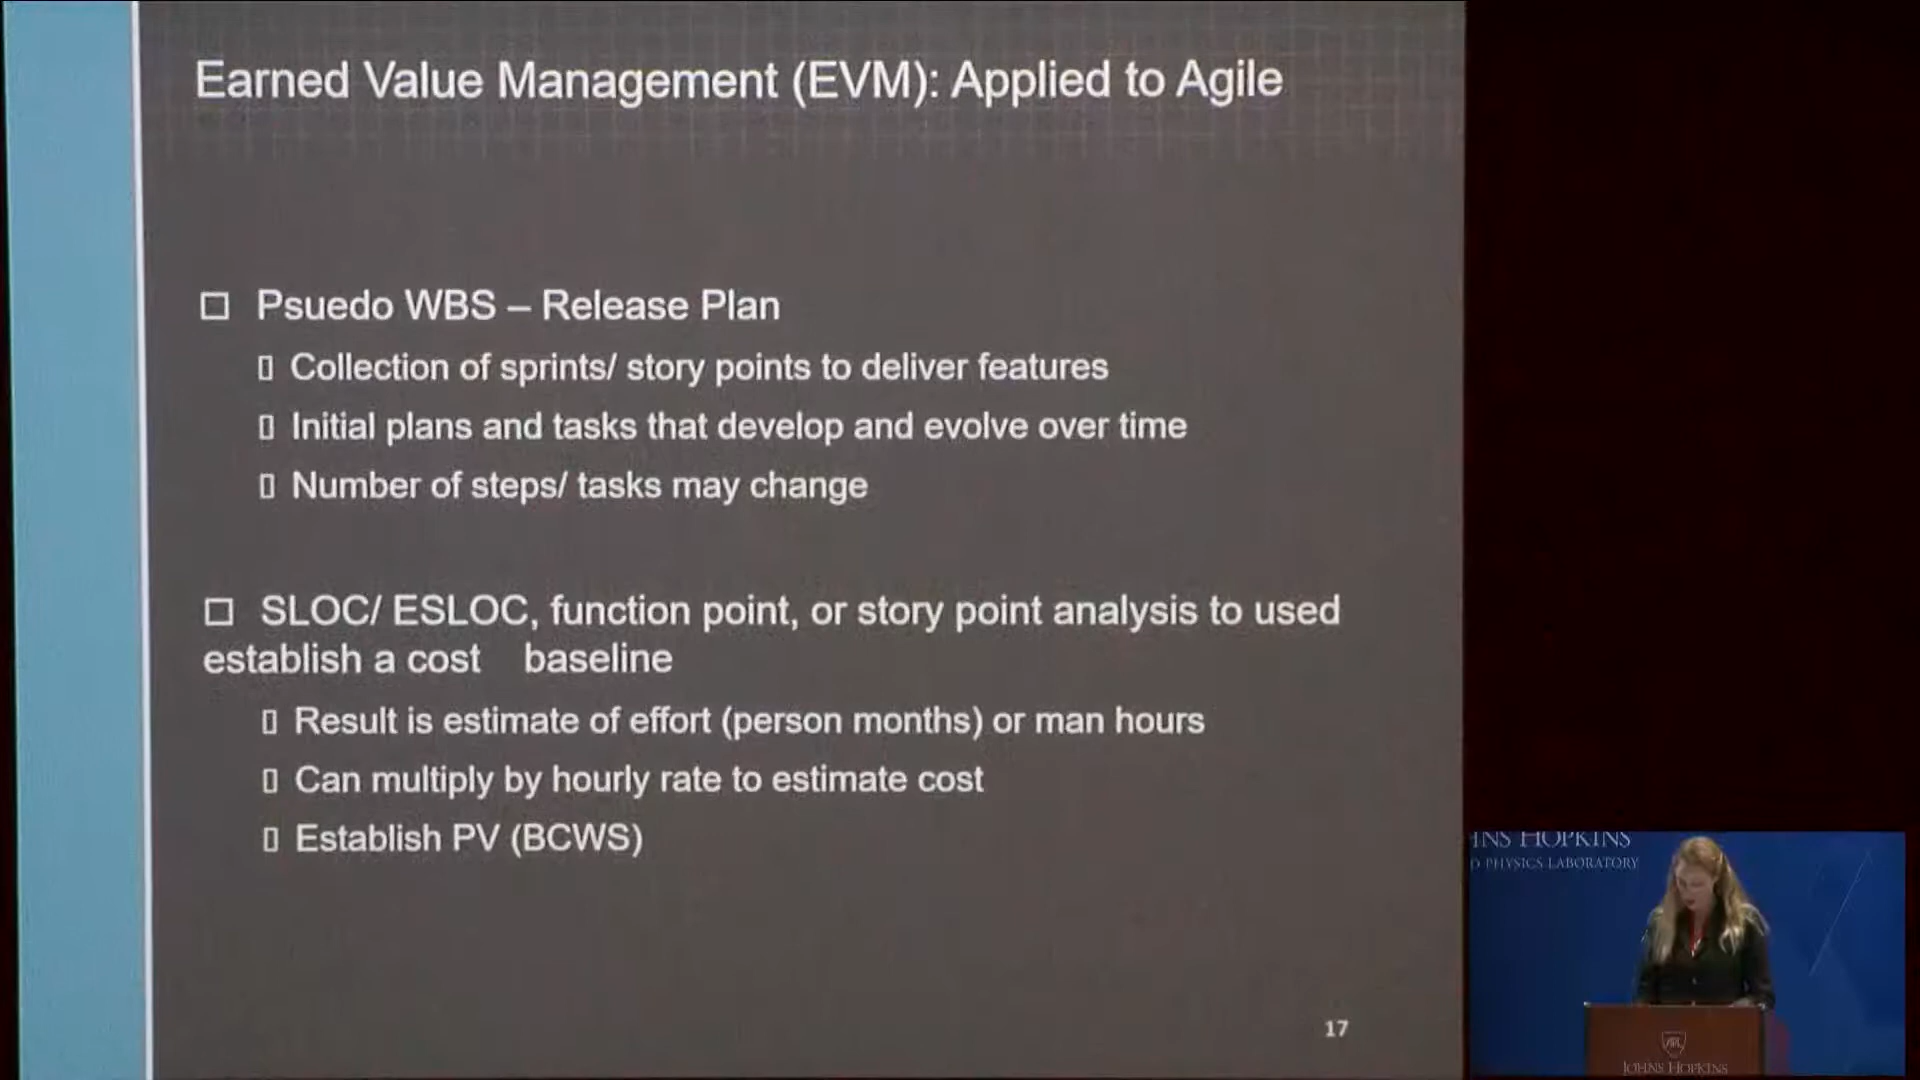 Earned Value Management (EVM): Applied to Agile
Psuedo WBS – Release Plan
Collection of sprints/ story points to deliver features
Initial plans and tasks that develop and evolve over time
Number of steps/ tasks may change
SLOC/ ESLOC, function point, or story point analysis to used
establish a cost baseline
Result is estimate of effort (person months) or man hours
Can multiply by hourly rate to estimate cost
Establish PV (BCWS)
17
HNS HOPKINS
D PHYSICS LABORATORY
APL
JOHNS HOPKINS